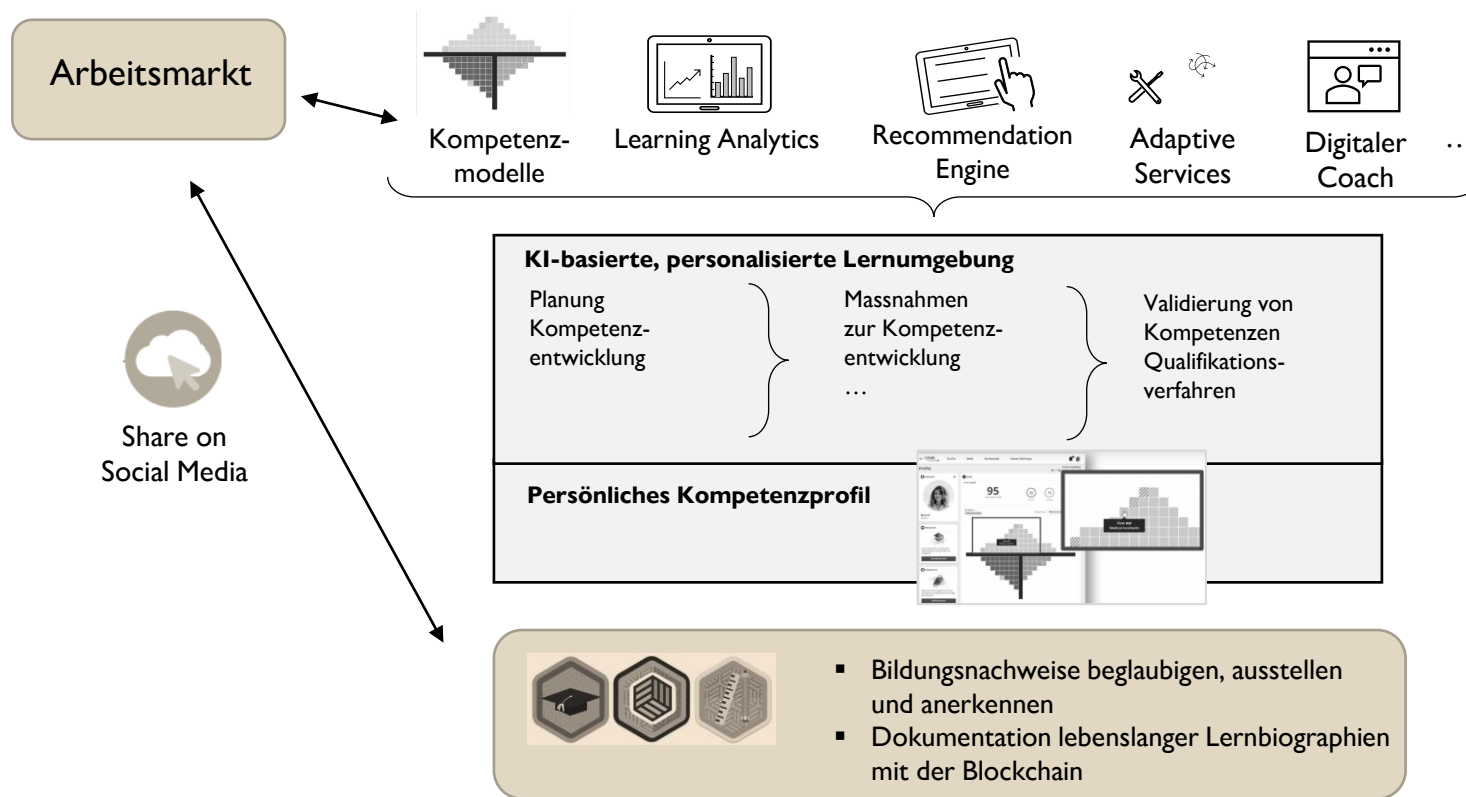 Arbeitsmarkt
Kompetenz-
modelle
Learning Analytics
Recommendation
Engine
Adaptive
Services
Digitaler
Coach
..
KI-basierte, personalisierte Lernumgebung
Planung
Kompetenz-
entwicklung
Massnahmen
zur Kompetenz-
entwicklung
…
Validierung von
Kompetenzen
Qualifikations-
verfahren
Share on
Social Media
Persönliches Kompetenzprofil
95
▪ Bildungsnachweise beglaubigen, ausstellen
und anerkennen
▪ Dokumentation lebenslanger Lernbiographien
mit der Blockchain